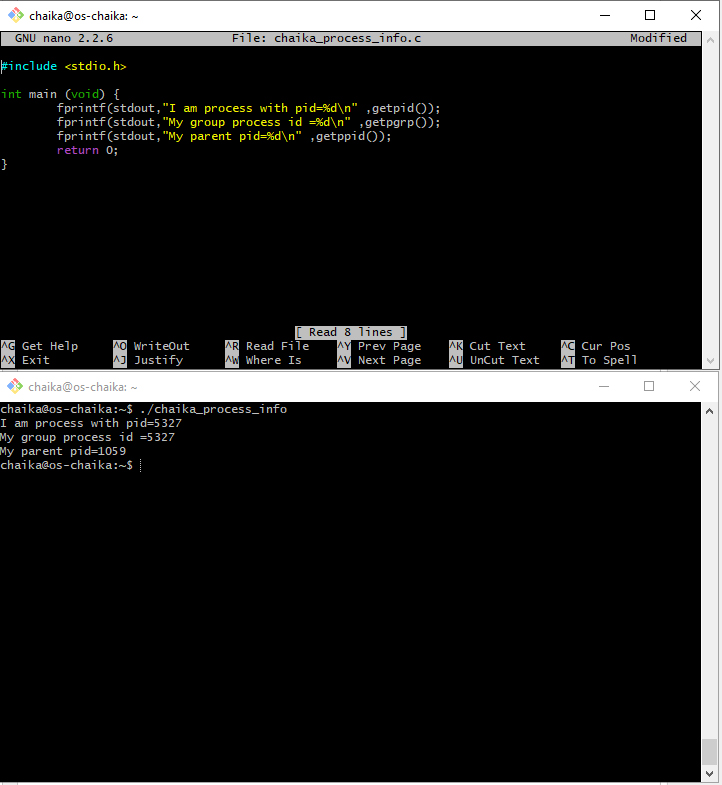 chaika@os-chaika: ~
GNU nano 2.2.6 File: chaika_process_info.c Modified
#include <stdio.h>
int main (void) {
fprintf(stdout,"I am process with pid=%d\n" ,getpid());
fprintf(stdout,"My group process id =%d\n" ,getpgrp());
fprintf(stdout,"My parent pid=%d\n" ,getppid());
return 0;
}
[ Read 8 lines ]
^G Get Help ^O WriteOut ^R Read File ^Y Prev Page ^K Cut Text ^C Cur Pos
^X Exit ^J Justify ^W Where Is ^V Next Page ^U UnCut Text ^T To Spell
chaika@os-chaika: ~
chaika@os-chaika:~$ ./chaika_process_info
I am process with pid=5327
My group process id =5327
My parent pid=1059
chaika@os-chaika:~$